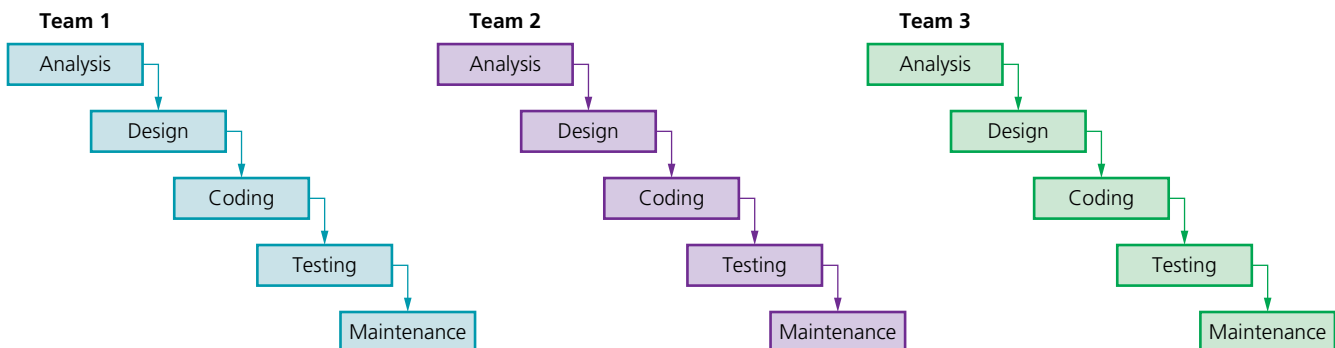 Team 1
Analysis
Design
Coding
Testing
Maintenance
Team 2
Analysis
Design
Coding
Testing
Maintenance
Team 3
Analysis
Design
Coding
Testing
Maintenance